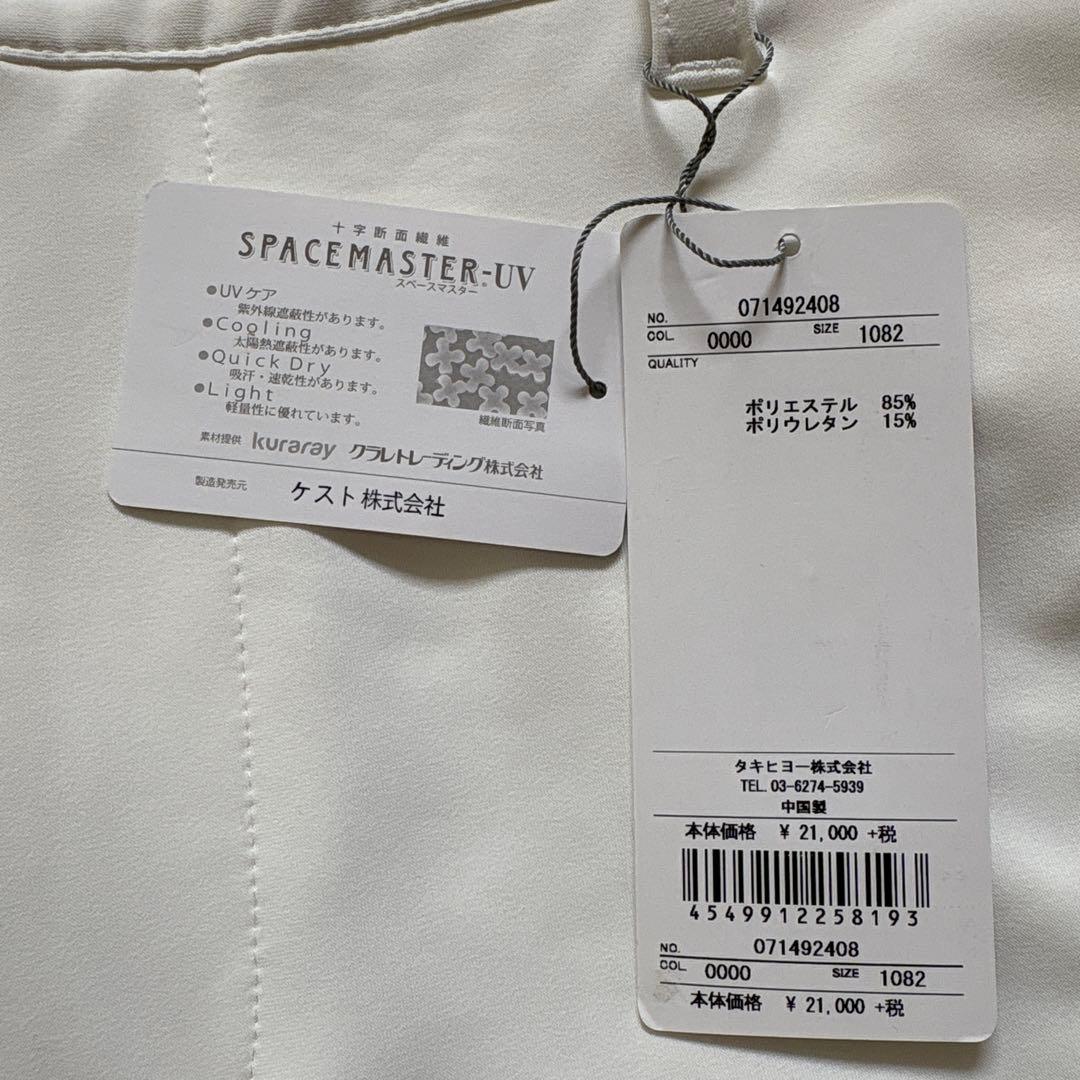 十字断面繊維
SPACEMASTER®-UV
スペースマスター
●UVケア
紫外線遮蔽性があります。
●Cooling
太陽熱遮蔽性があります。
●Quick Dry
吸汗・速乾性があります。
●Light
軽量性に優れています。
繊維断面写真
素材提供 kuraray クラレトレーディング株式会社
製造発売元 ケスト株式会社
NO. 071492408
COL. 0000 SIZE 1082
QUALITY
ポリエステル 85%
ポリウレタン 15%
タキヒヨー株式会社
TEL. 03-6274-5939
中国製
本体価格 ¥ 21,000 +税
4549912258193
NO. 071492408
COL. 0000 SIZE 1082
本体価格 ¥ 21,000 +税